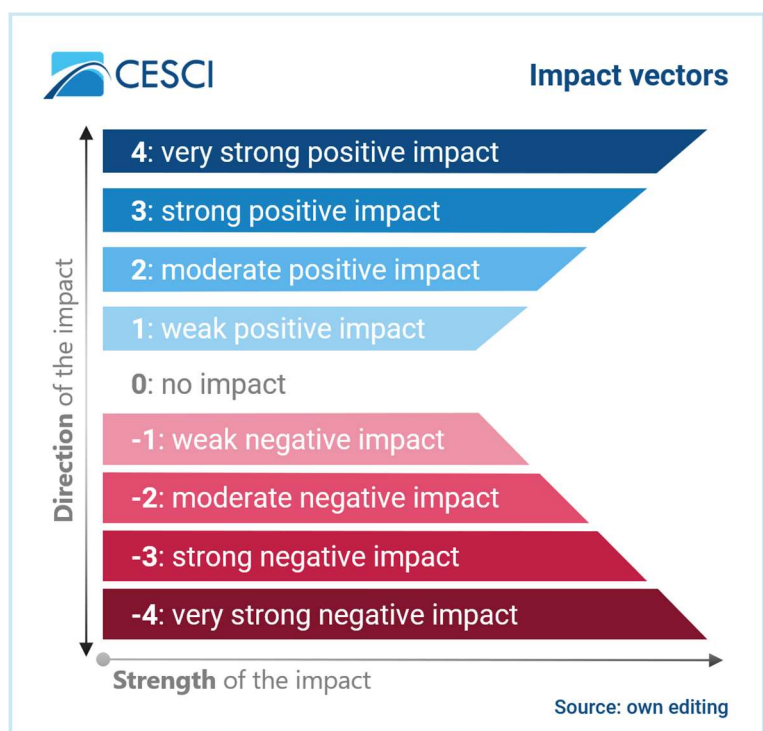 CESCI
Impact vectors
4: very strong positive impact
3: strong positive impact
2: moderate positive impact
1: weak positive impact
0: no impact
-1: weak negative impact
-2: moderate negative impact
-3: strong negative impact
-4: very strong negative impact
Direction of the impact
Strength of the impact
Source: own editing